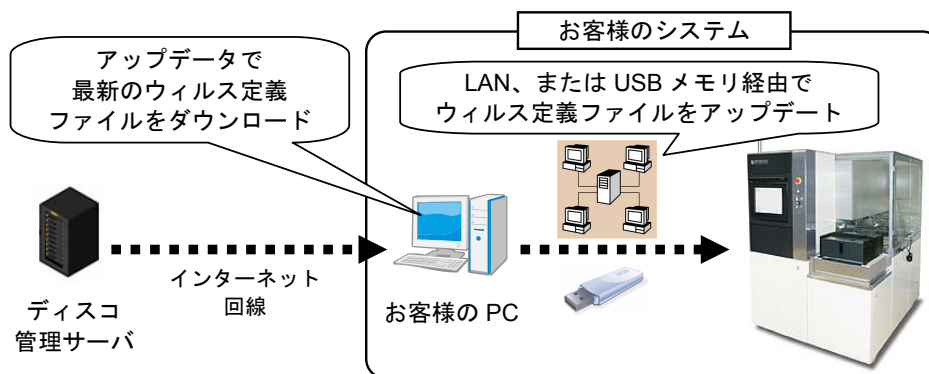 お客様のシステム
アップデータで
最新のウィルス定義
ファイルをダウンロード
LAN、または USB メモリ経由で
ウィルス定義ファイルをアップデート
インターネット
回線
ディスコ
管理サーバ
お客様の PC